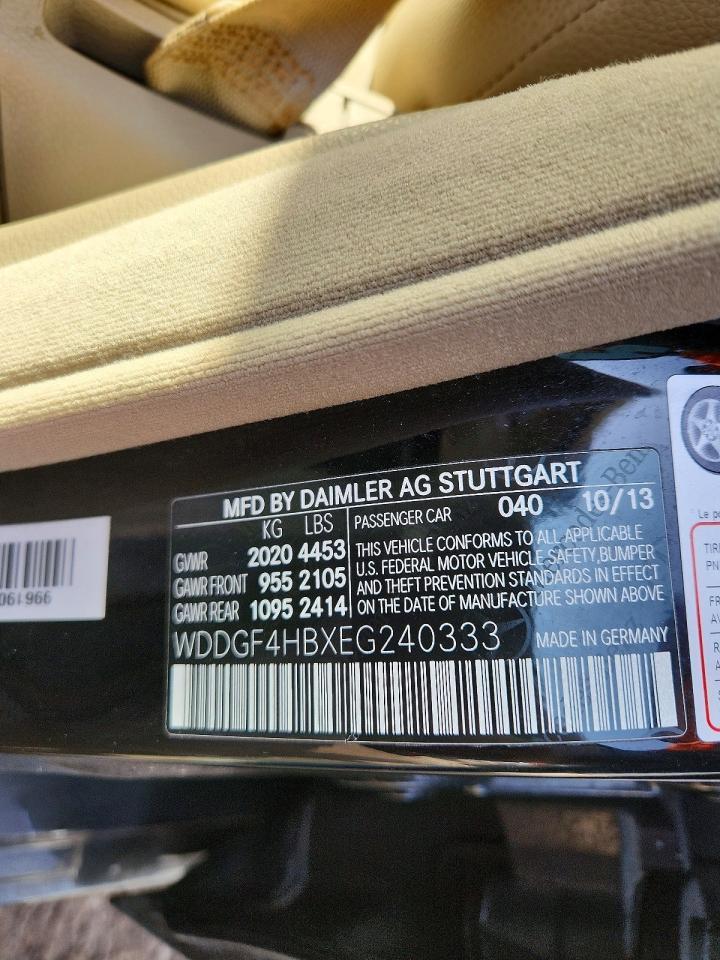 MFD BY DAIMLER AG STUTTGART
KG LBS
PASSENGER CAR 040 10/13
GVWR 2020 4453
GAWR FRONT 955 2105
GAWR REAR 1095 2414
THIS VEHICLE CONFORMS TO ALL APPLICABLE
U.S. FEDERAL MOTOR VEHICLE SAFETY,BUMPER
AND THEFT PREVENTION STANDARDS IN EFFECT
ON THE DATE OF MANUFACTURE SHOWN ABOVE
WDDGF4HBXEG240333 MADE IN GERMANY
Le